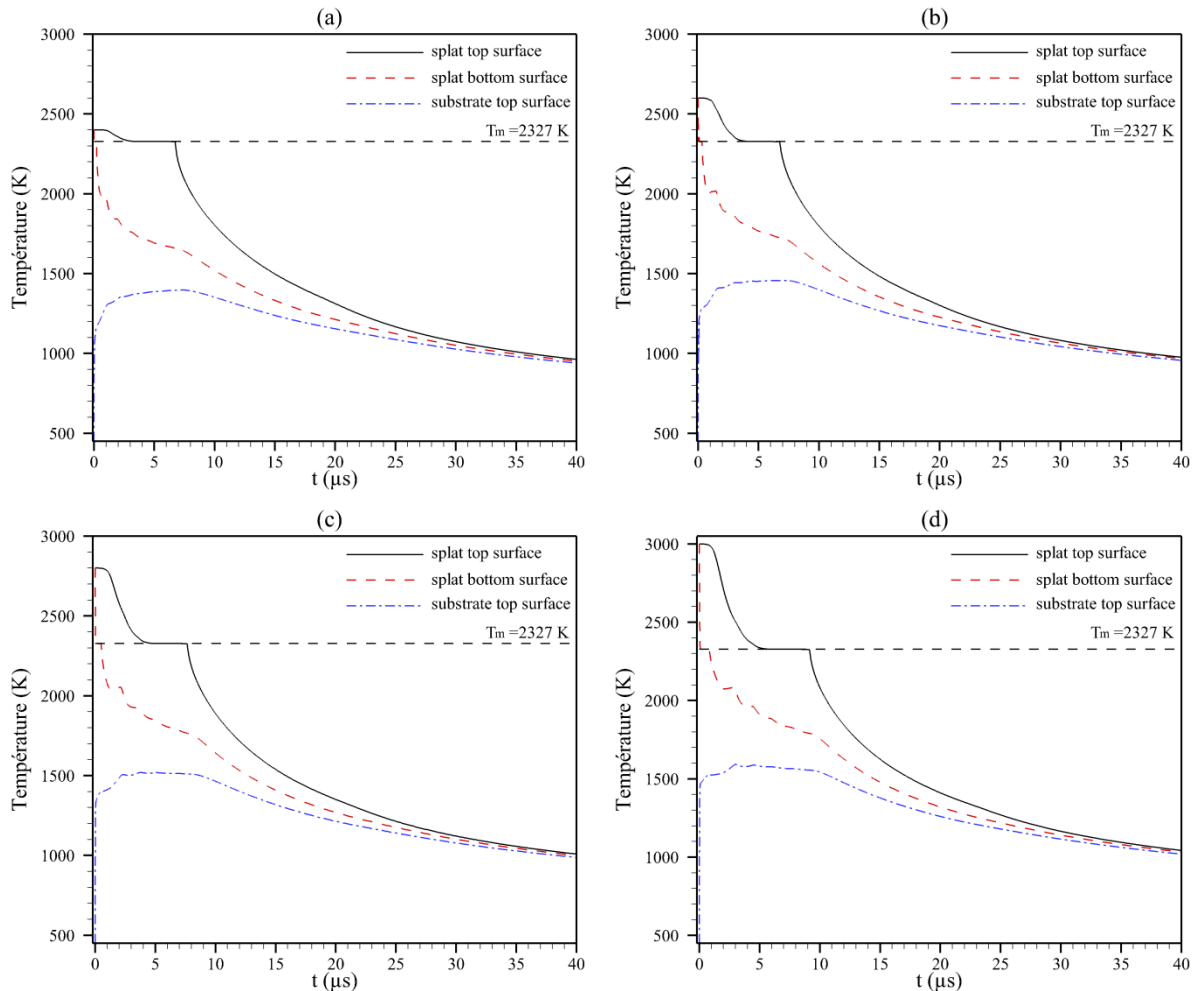 (a)
3000
2500
2000
1500
1000
500
Température (K)
splat top surface
splat bottom surface
substrate top surface
Tm =2327 K
0 5 10 15 20 25 30 35 40
t (µs)
(b)
3000
2500
2000
1500
1000
500
Température (K)
splat top surface
splat bottom surface
substrate top surface
Tm =2327 K
0 5 10 15 20 25 30 35 40
t (µs)
(c)
3000
2500
2000
1500
1000
500
Température (K)
splat top surface
splat bottom surface
substrate top surface
Tm =2327 K
0 5 10 15 20 25 30 35 40
t (µs)
(d)
3000
2500
2000
1500
1000
500
Température (K)
splat top surface
splat bottom surface
substrate top surface
Tm =2327 K
0 5 10 15 20 25 30 35 40
t (µs)